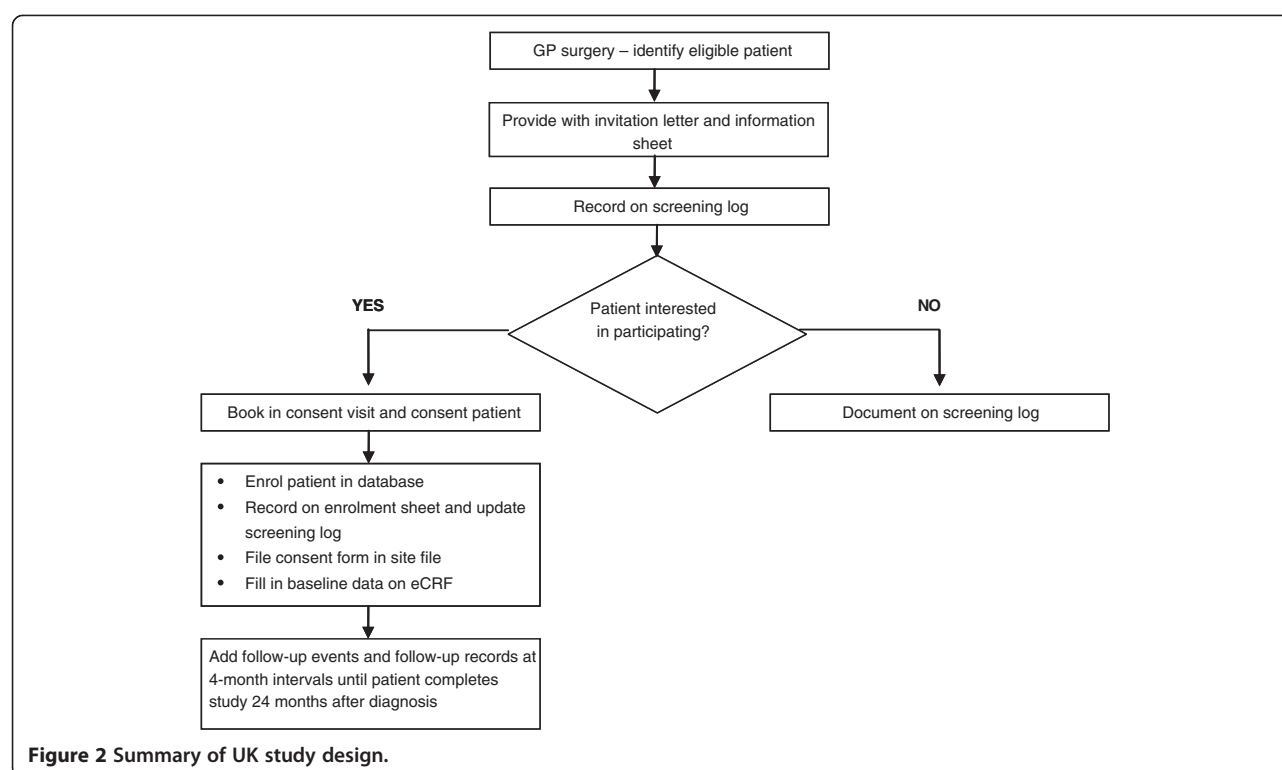 GP surgery – identify eligible patient
Provide with invitation letter and information
sheet
Record on screening log
YES
Patient interested
in participating?
NO
Book in consent visit and consent patient
Document on screening log
• Enrol patient in database
• Record on enrolment sheet and update
screening log
• File consent form in site file
• Fill in baseline data on eCRF
Add follow-up events and follow-up records at
4-month intervals until patient completes
study 24 months after diagnosis
Figure 2 Summary of UK study design.